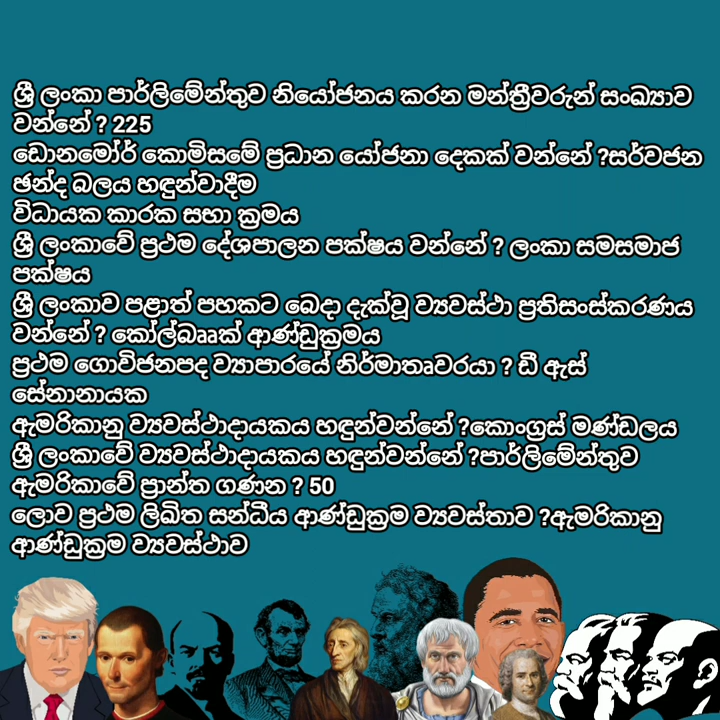 ශ්‍රී ලංකා පාර්ලිමේන්තුව නියෝජනය කරන මන්ත්‍රීවරුන් සංඛ්‍යාව
වන්නේ ? 225
ඩොනමෝර් කොමිසමේ ප්‍රධාන යෝජනා දෙකක් වන්නේ ?සර්වජන
ඡන්ද බලය හඳුන්වාදීම
විධායක කාරක සභා ක්‍රමය
ශ්‍රී ලංකාවේ ප්‍රථම දේශපාලන පක්ෂය වන්නේ ? ලංකා සමසමාජ
පක්ෂය
ශ්‍රී ලංකාව පළාත් පහකට බෙදා දැක්වූ ව්‍යවස්ථා ප්‍රතිසංස්කරණය
වන්නේ ? කෝල්බෲක් ආණ්ඩුක්‍රමය
ප්‍රථම ගොවිජනපද ව්‍යාපාරයේ නිර්මාතෘවරයා ? ඩී ඇස්
සේනානායක
ඇමරිකානු ව්‍යවස්ථාදායකය හඳුන්වන්නේ ?කොංග්‍රස් මණ්ඩලය
ශ්‍රී ලංකාවේ ව්‍යවස්ථාදායකය හඳුන්වන්නේ ?පාර්ලිමේන්තුව
ඇමරිකාවේ ප්‍රාන්ත ගණන ? 50
ලොව ප්‍රථම ලිඛිත සන්ධීය ආණ්ඩුක්‍රම ව්‍යවස්තාව ?ඇමරිකානු
ආණ්ඩුක්‍රම ව්‍යවස්ථාව